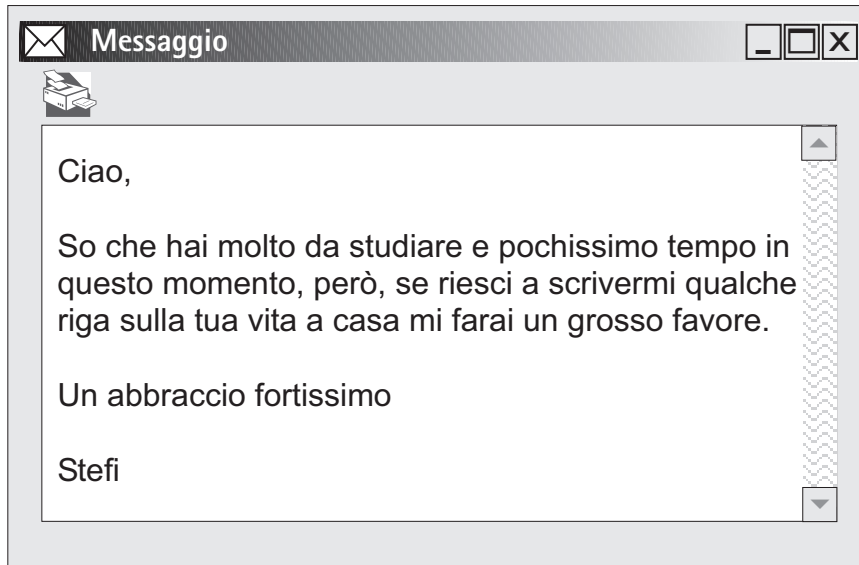 Messaggio
Ciao,
So che hai molto da studiare e pochissimo tempo in
questo momento, però, se riesci a scrivermi qualche
riga sulla tua vita a casa mi farai un grosso favore.
Un abbraccio fortissimo
Stefi